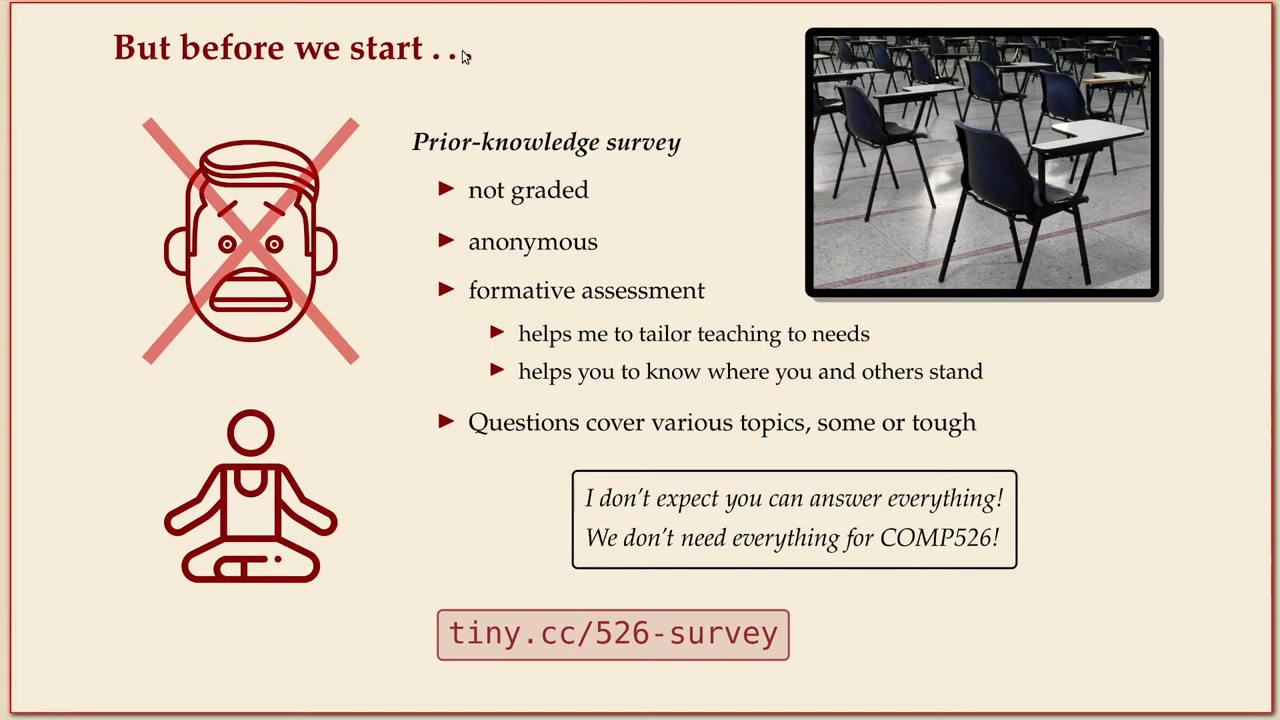 But before we start . . .
Prior-knowledge survey
not graded
anonymous
formative assessment
helps me to tailor teaching to needs
helps you to know where you and others stand
Questions cover various topics, some or tough
I don't expect you can answer everything!
We don't need everything for COMP526!
tiny.cc/526-survey